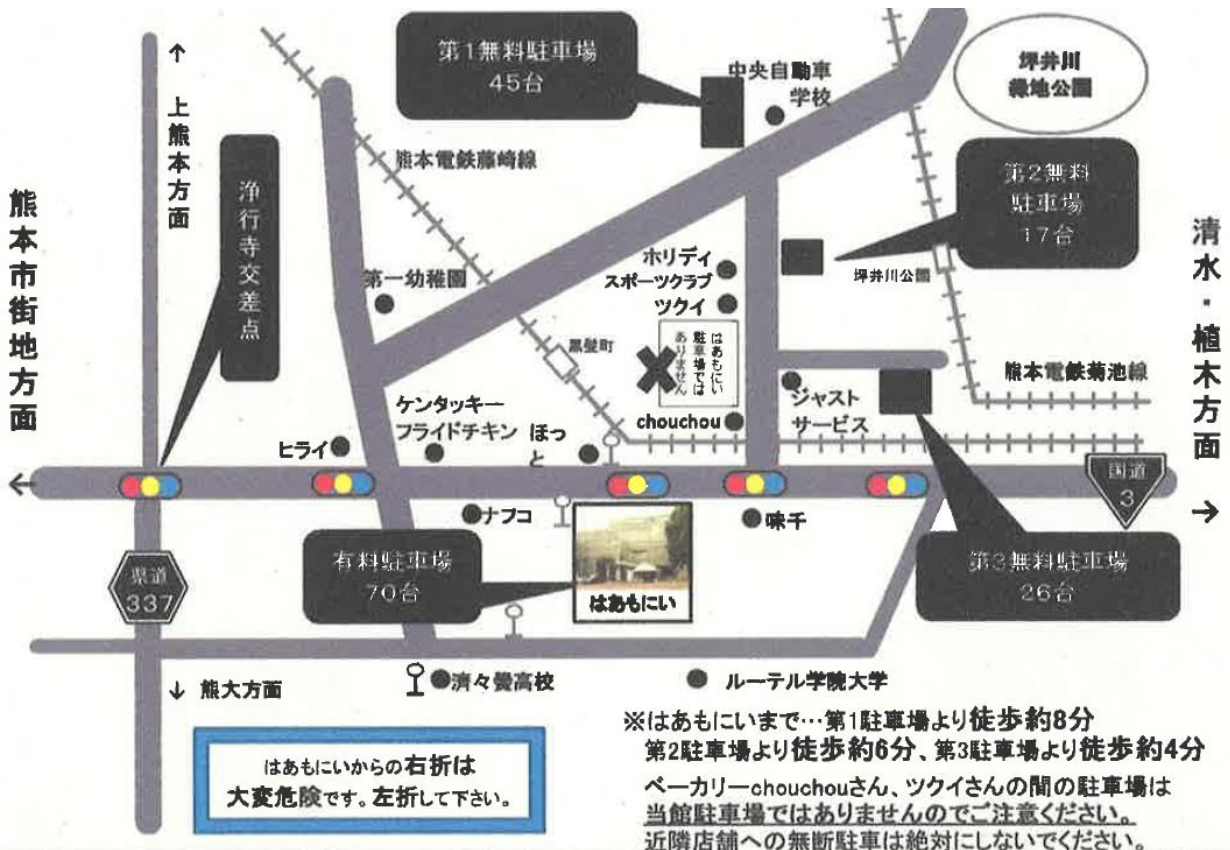 第1無料駐車場
45台
中央自動車
学校
坪井川
緑地公園
↑
上熊本方面
熊本電鉄藤崎線
浄行寺交差点
第2無料
駐車場
17台
熊本市街地方面
清水・植木方面
ホリデイ
スポーツクラブ
ツクイ
坪井川公園
第一幼稚園
黒髪町
はあもにい
駐車場では
ありません
熊本電鉄菊池線
ケンタッキー
フライドチキン
ほっ
と
chouchou
ジャスト
サービス
ヒライ
←
国道
3
→
ナフコ
味千
有料駐車場
70台
はあもにい
第3無料駐車場
26台
県道
337
↓ 熊大方面
済々黌高校
ルーテル学院大学
※はあもにいまで…第1駐車場より徒歩約8分
第2駐車場より徒歩約6分、第3駐車場より徒歩約4分
はあもにいからの右折は
大変危険です。左折して下さい。
ベーカリーchouchouさん、ツクイさんの間の駐車場は
当館駐車場ではありませんのでご注意ください。
近隣店舗への無断駐車は絶対にしないでください。